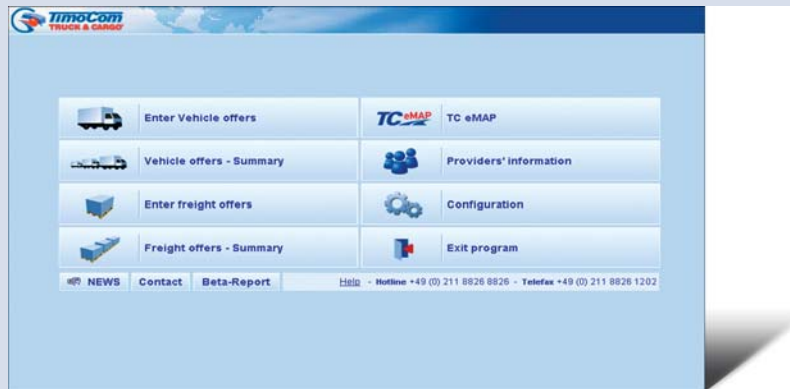 TimoCom
TRUCK & CARGO
Enter Vehicle offers
TC eMAP TC eMAP
Vehicle offers - Summary
Providers' information
Enter freight offers
Configuration
Freight offers - Summary
Exit program
NEWS Contact Beta-Report Help - Hotline +49 (0) 211 8826 8826 - Telefax +49 (0) 211 8826 1202